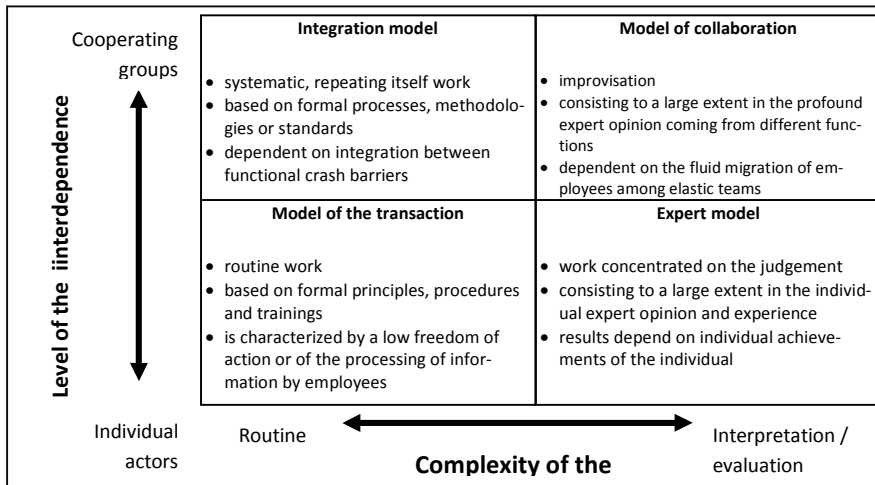 Cooperating
groups
Level of the iinterdependence
Individual
actors
Integration model
• systematic, repeating itself work
• based on formal processes, methodolo-
gies or standards
• dependent on integration between
functional crash barriers
Model of collaboration
• improvisation
• consisting to a large extent in the profound
expert opinion coming from different func-
tions
• dependent on the fluid migration of em-
ployees among elastic teams
Model of the transaction
• routine work
• based on formal principles, procedures
and trainings
• is characterized by a low freedom of
action or of the processing of infor-
mation by employees
Expert model
• work concentrated on the judgement
• consisting to a large extent in the individ-
ual expert opinion and experience
• results depend on individual achieve-
ments of the individual
Routine
Interpretation /
evaluation
Complexity of the